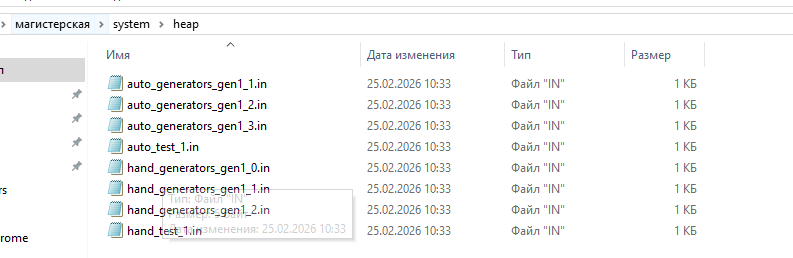 магистерская > system > heap
Имя Дата изменения Тип Размер
auto_generators_gen1_1.in 25.02.2026 10:33 Файл "IN" 1 КБ
auto_generators_gen1_2.in 25.02.2026 10:33 Файл "IN" 1 КБ
auto_generators_gen1_3.in 25.02.2026 10:33 Файл "IN" 1 КБ
auto_test_1.in 25.02.2026 10:33 Файл "IN" 1 КБ
hand_generators_gen1_0.in 25.02.2026 10:33 Файл "IN" 1 КБ
hand_generators_gen1_1.in 25.02.2026 10:33 Файл "IN" 1 КБ
Тип: Файл "IN"
hand_generators_gen1_2.in 25.02.2026 10:33 Файл "IN" 1 КБ
Дата изменения: 25.02.2026 10:33
hand_test_1.in 25.02.2026 10:33 Файл "IN" 1 КБ
rome